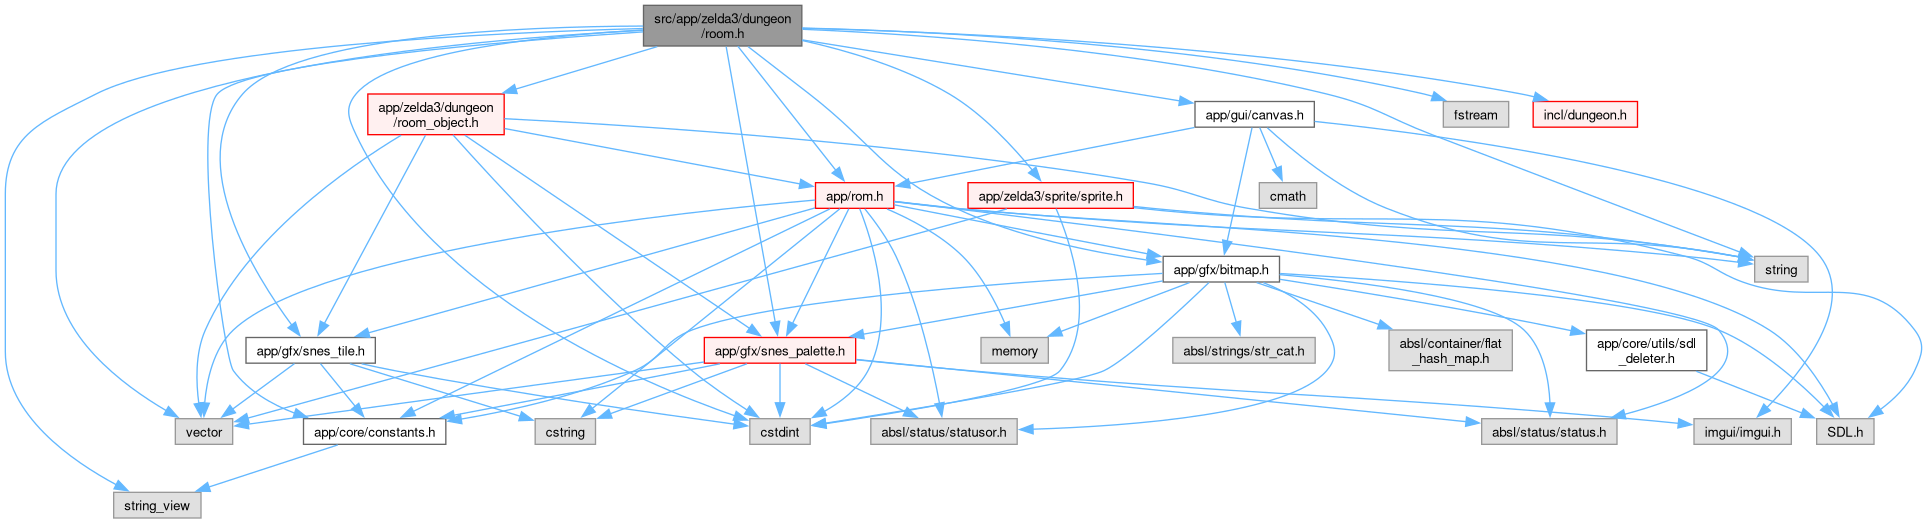 src/app/zelda3/dungeon
/room.h
app/zelda3/dungeon
/room_object.h
app/gui/canvas.h
fstream
incl/dungeon.h
app/rom.h
app/zelda3/sprite/sprite.h
cmath
app/gfx/bitmap.h
string
app/gfx/snes_tile.h
app/gfx/snes_palette.h
memory
absl/strings/str_cat.h
absl/container/flat
_hash_map.h
app/core/utils/sdl
_deleter.h
vector
app/core/constants.h
cstring
cstdint
absl/status/statusor.h
absl/status/status.h
imgui/imgui.h
SDL.h
string_view